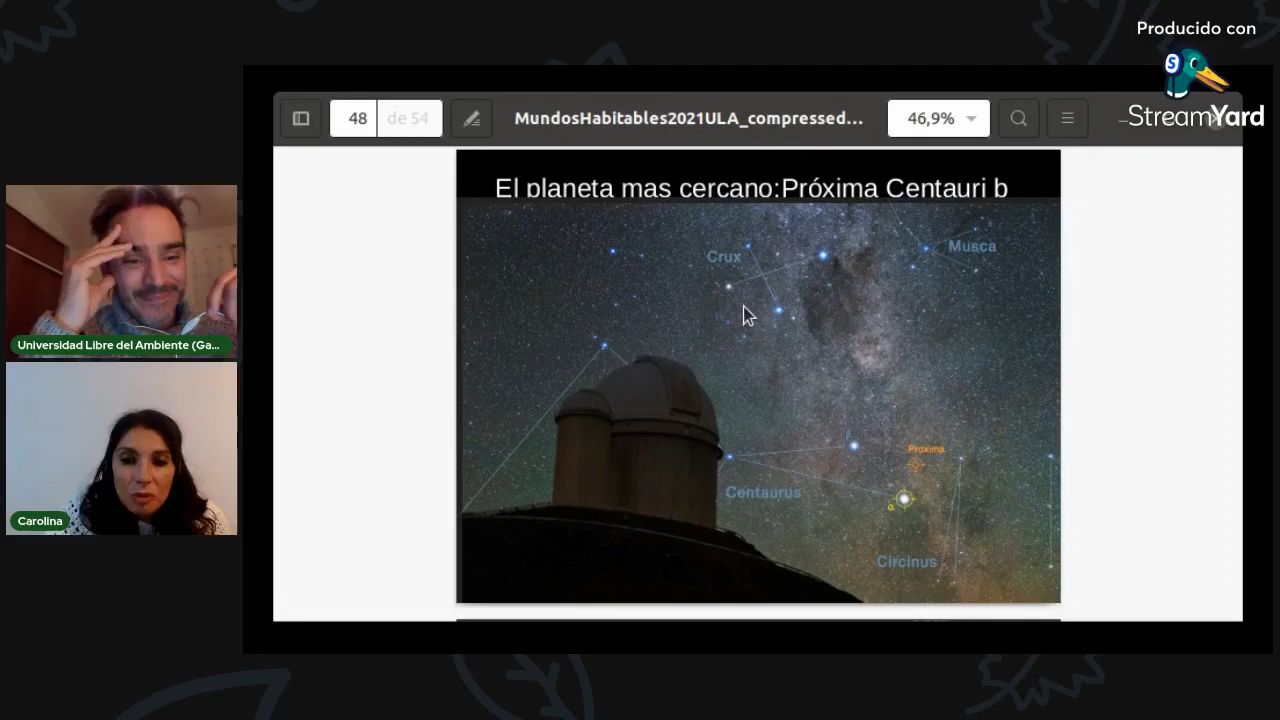 Producido con
StreamYard
48 de 54
MundosHabitables2021ULA_compressed...
46,9%
El planeta mas cercano:Próxima Centauri b
Crux
Musca
Proxima
Centaurus
α
β
Circinus
Universidad Libre del Ambiente (Ga...
Carolina